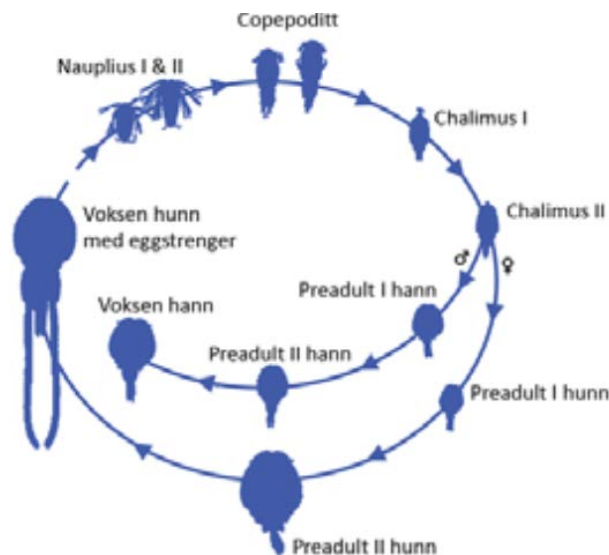 Copepoditt
Nauplius I & II
Chalimus I
Voksen hunn
med eggstrenger
Chalimus II
♂
♀
Preadult I hann
Voksen hann
Preadult II hann
Preadult I hunn
Preadult II hunn